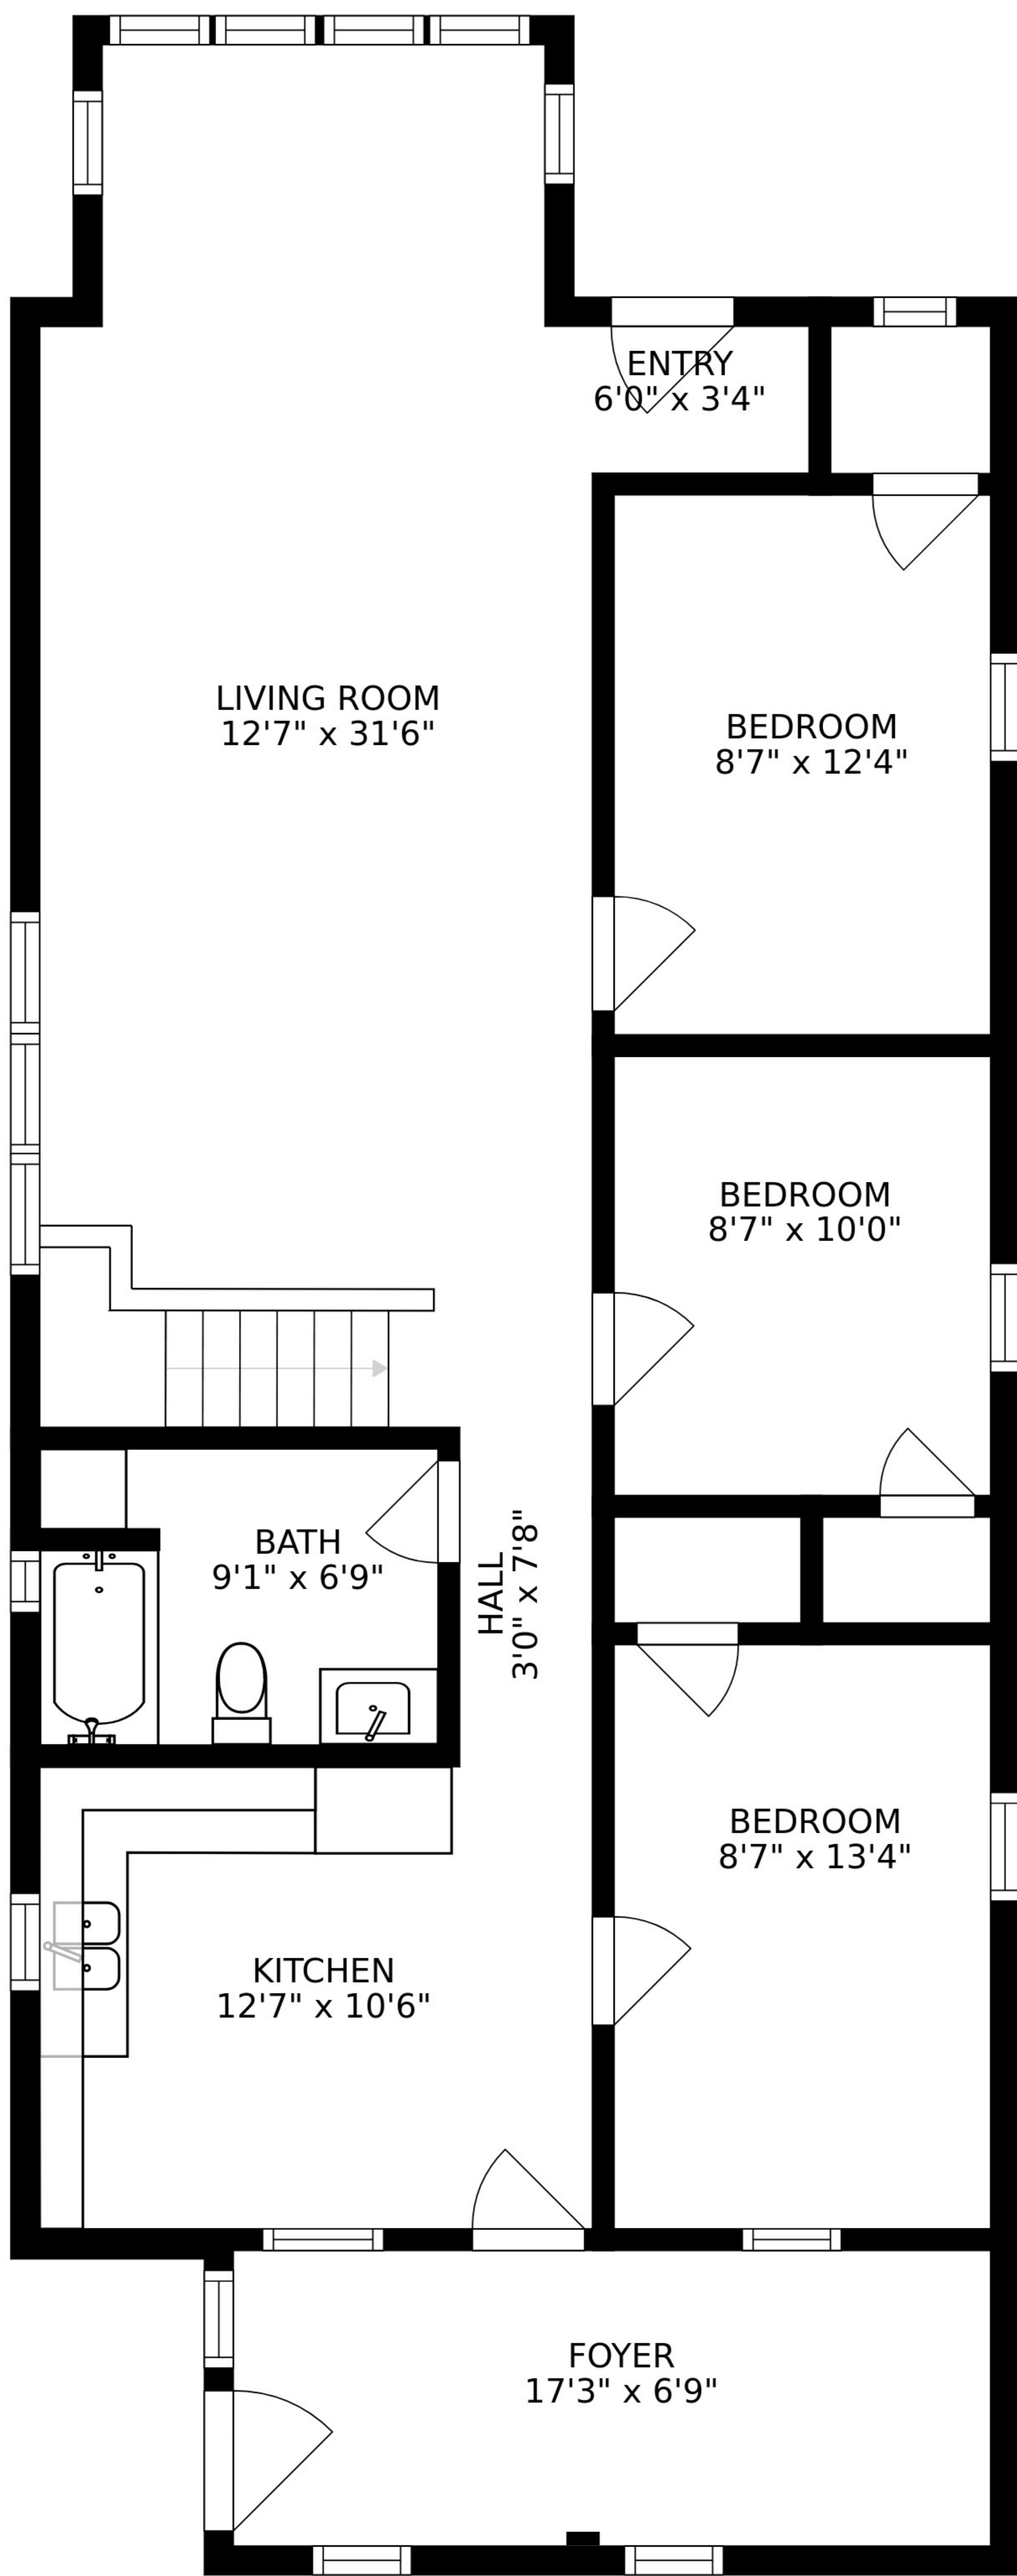 ENTRY
6'0" x 3'4"
LIVING ROOM
12'7" x 31'6"
BEDROOM
8'7" x 12'4"
BEDROOM
8'7" x 10'0"
BATH
9'1" x 6'9"
HALL
3'0" x 7'8"
BEDROOM
8'7" x 13'4"
KITCHEN
12'7" x 10'6"
FOYER
17'3" x 6'9"